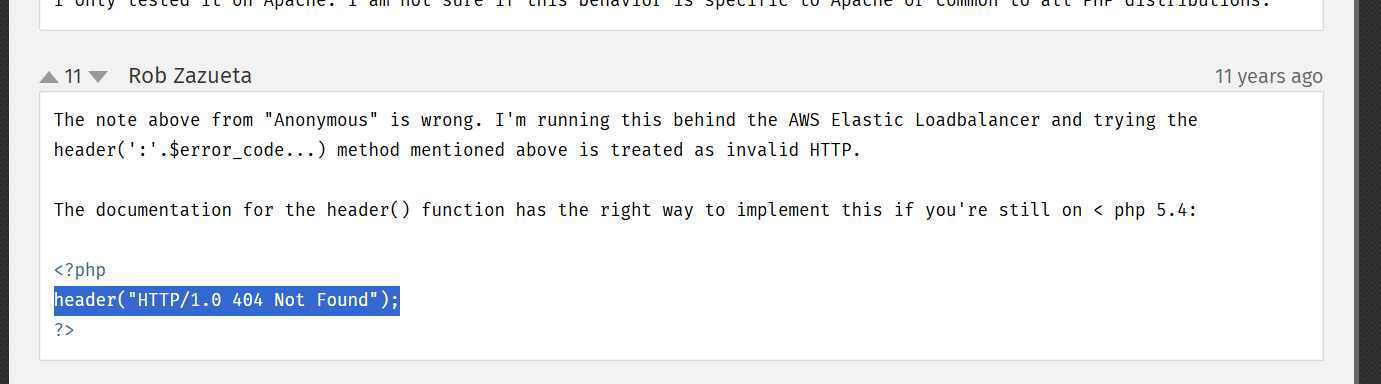 I only tested it on Apache. I am not sure if this behavior is specific to Apache or common to all PHP distributions.
11 Rob Zazueta 11 years ago
The note above from "Anonymous" is wrong. I'm running this behind the AWS Elastic Loadbalancer and trying the
header(':'.$error_code...) method mentioned above is treated as invalid HTTP.
The documentation for the header() function has the right way to implement this if you're still on < php 5.4:
<?php
header("HTTP/1.0 404 Not Found");
?>